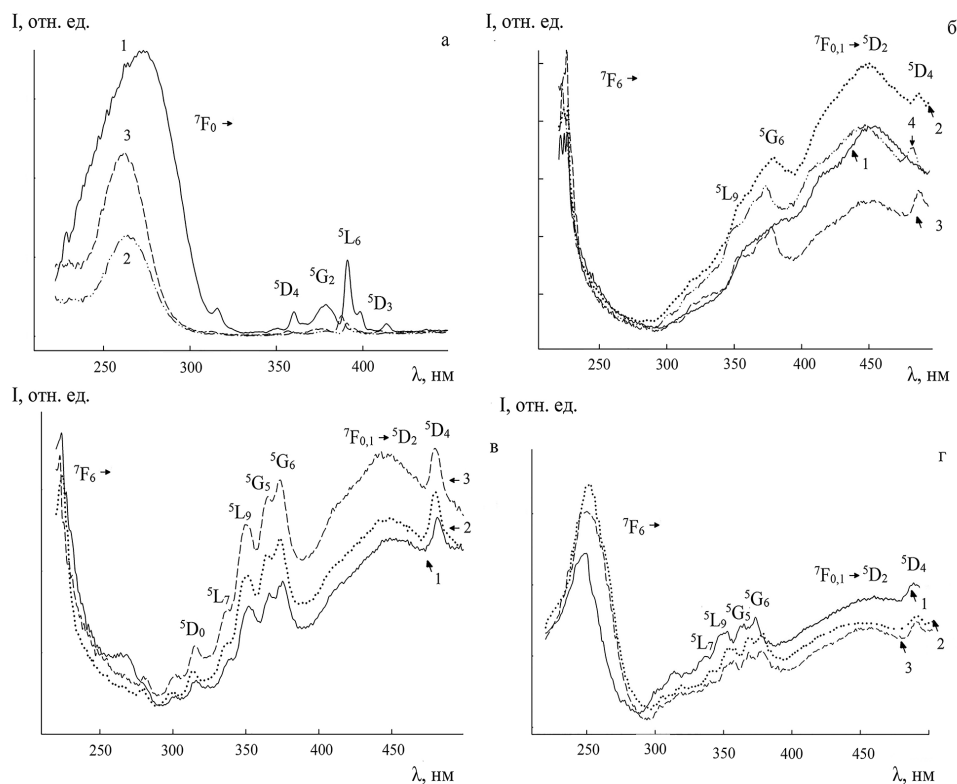 I, отн. ед.
а
1
3
2
⁷F₀ →
⁵D₄
⁵G₂
⁵L₆
⁵D₃
250 300 350 400
λ, нм
I, отн. ед.
б
⁷F₆ →
⁷F₀,₁ → ⁵D₂
⁵D₄
⁵G₆
⁵L₉
4
2
1
3
250 300 350 400 450
λ, нм
I, отн. ед.
в
⁷F₆ →
⁷F₀,₁ → ⁵D₂
⁵D₄
⁵G₆
⁵G₅
⁵L₉
⁵L₇
⁵D₀
3
2
1
250 300 350 400 450
λ, нм
I, отн. ед.
г
⁷F₆ →
⁷F₀,₁ → ⁵D₂
⁵D₄
⁵G₆
⁵L₉ ⁵G₅
⁵L₇
1
2
3
250 300 350 400 450
λ, нм